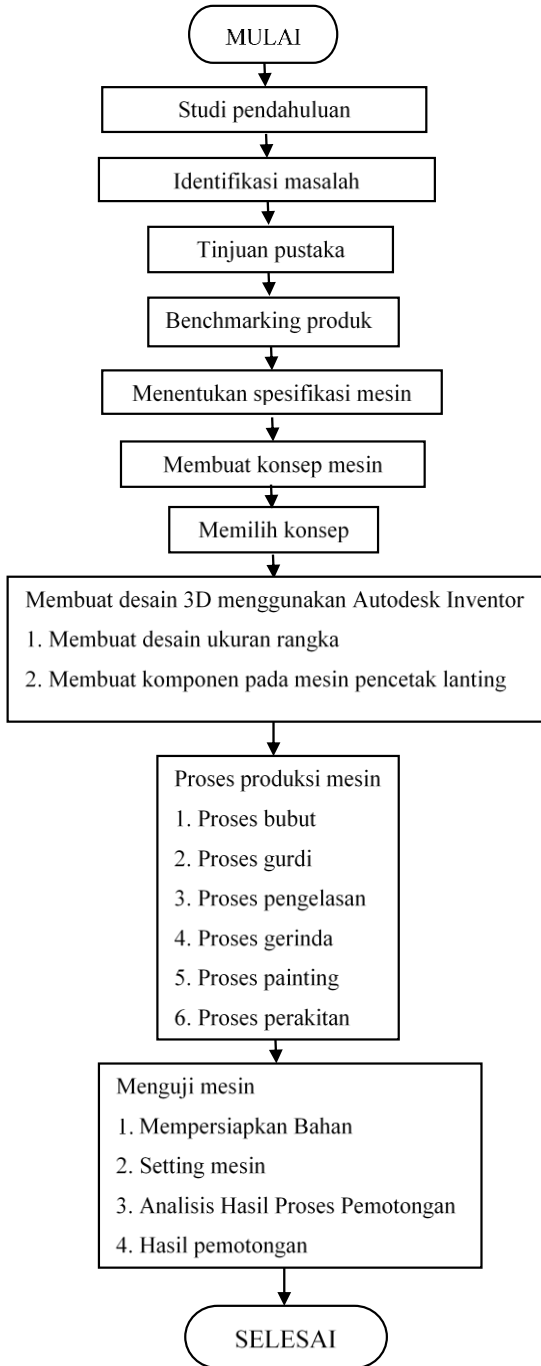 MULAI
Studi pendahuluan
Identifikasi masalah
Tinjuan pustaka
Benchmarking produk
Menentukan spesifikasi mesin
Membuat konsep mesin
Memilih konsep
Membuat desain 3D menggunakan Autodesk Inventor
1. Membuat desain ukuran rangka
2. Membuat komponen pada mesin pencetak lanting
Proses produksi mesin
1. Proses bubut
2. Proses gurdi
3. Proses pengelasan
4. Proses gerinda
5. Proses painting
6. Proses perakitan
Menguji mesin
1. Mempersiapkan Bahan
2. Setting mesin
3. Analisis Hasil Proses Pemotongan
4. Hasil pemotongan
SELESAI